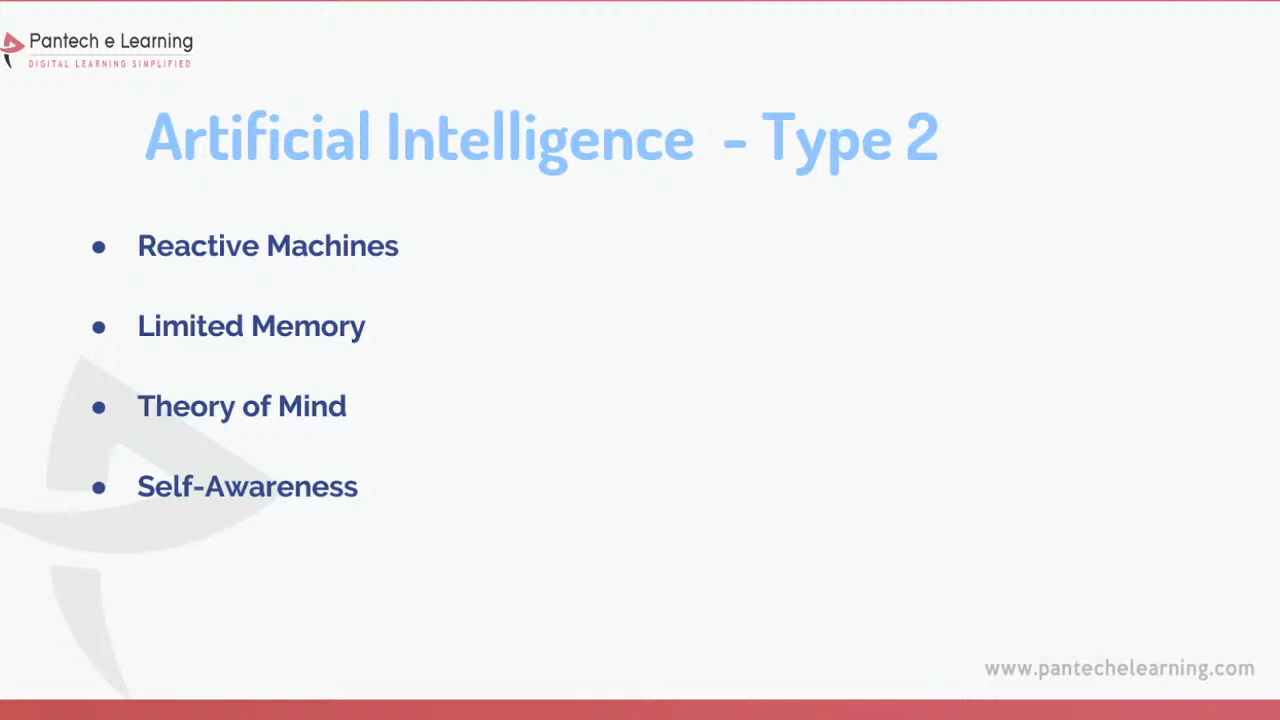 Pantech e Learning
DIGITAL LEARNING SIMPLIFIED
Artificial Intelligence - Type 2
● Reactive Machines
● Limited Memory
● Theory of Mind
● Self-Awareness
www.pantechelearning.com